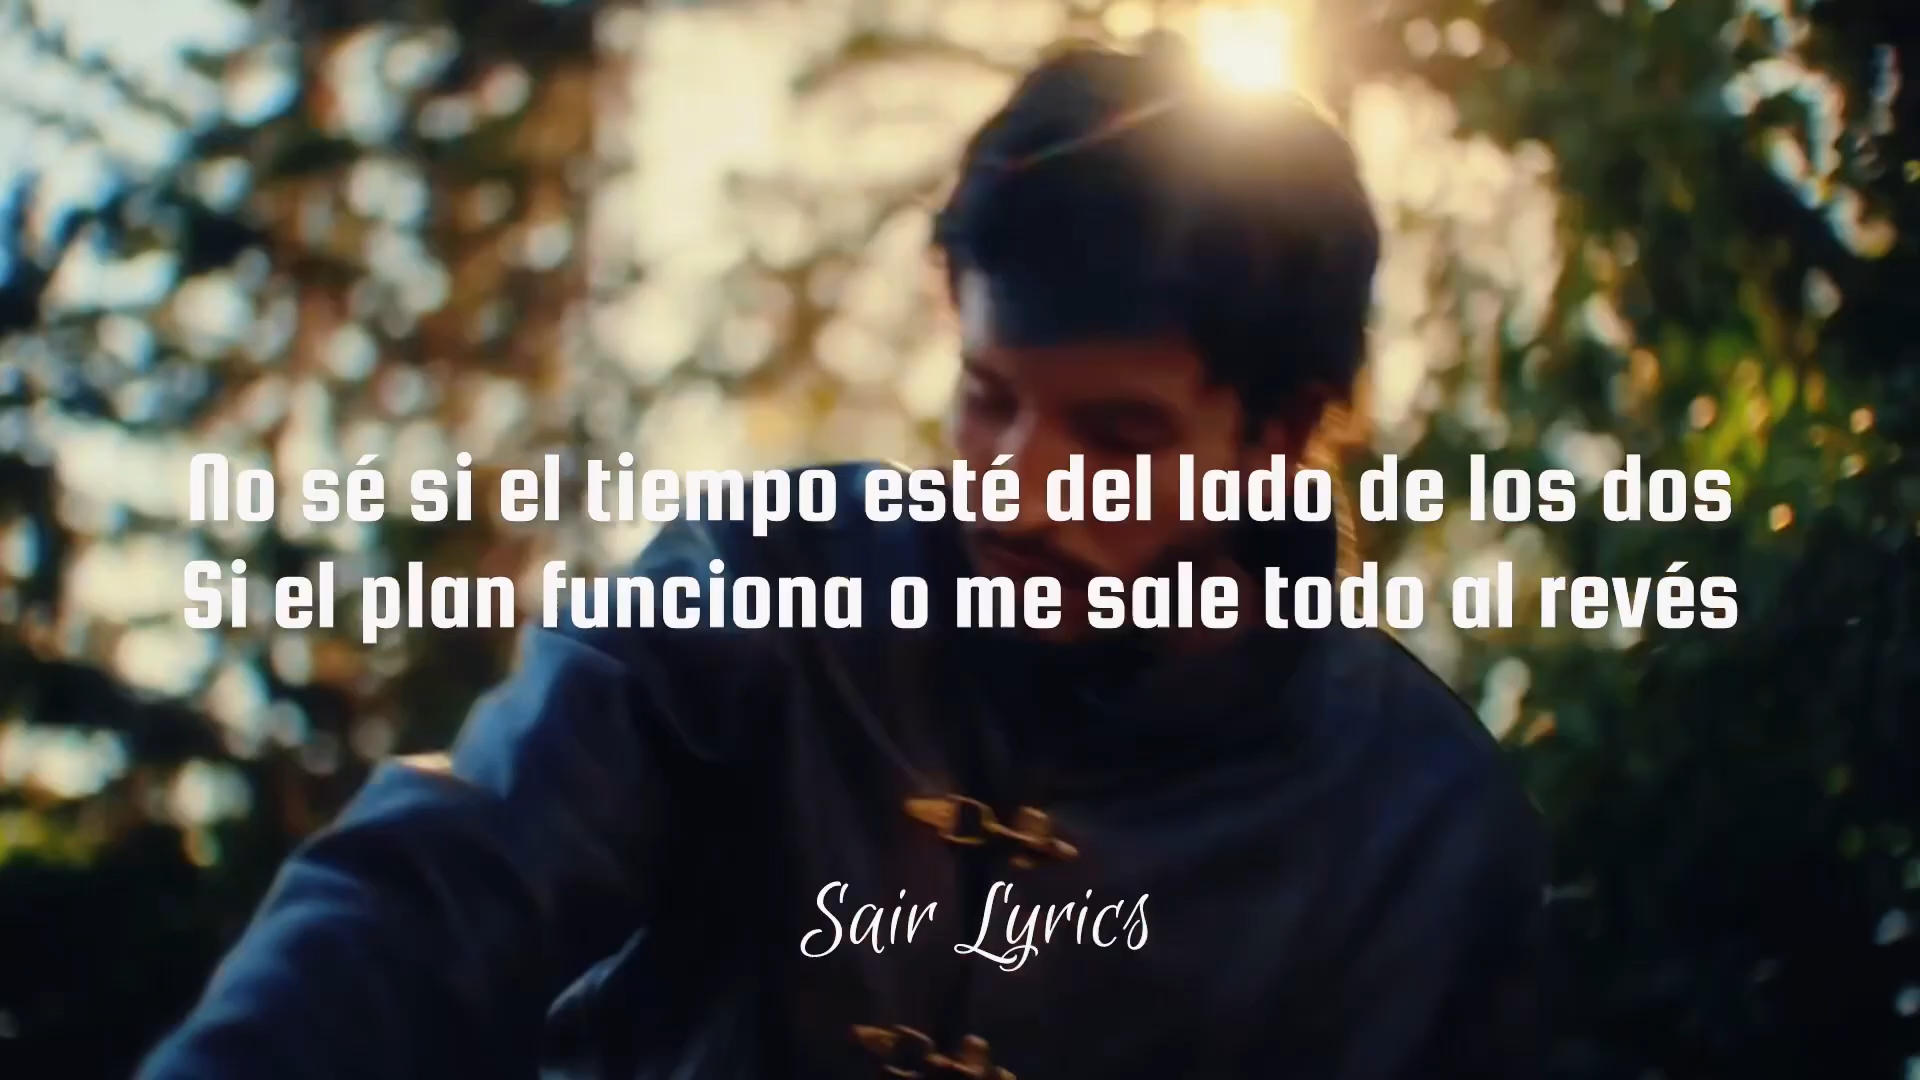 No sé si el tiempo esté del lado de los dos
Si el plan funciona o me sale todo al revés
Sair Lyrics